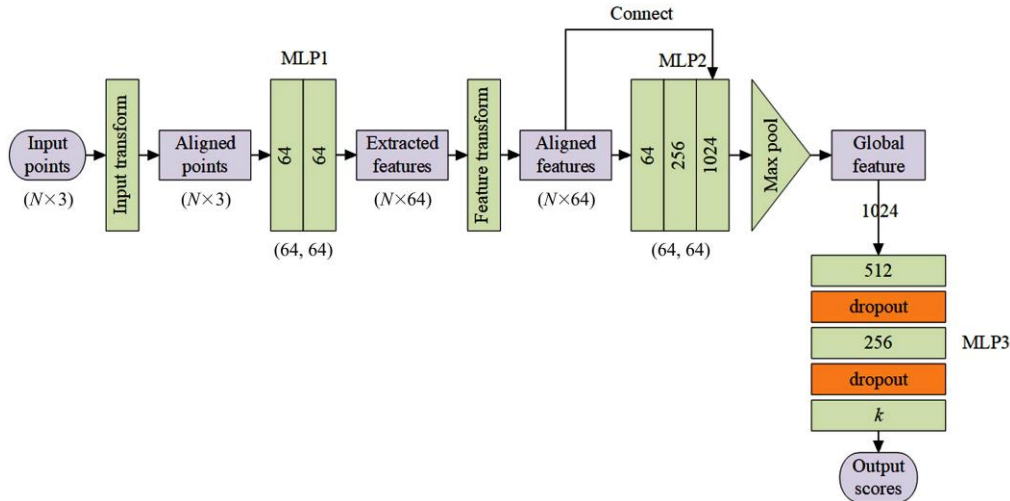 Connect
MLP1
MLP2
Input
points
(N×3)
Input transform
Aligned
points
(N×3)
64
64
(64, 64)
Extracted
features
(N×64)
Feature transform
Aligned
features
(N×64)
64
256
1024
(64, 64)
Max pool
Global
feature
1024
512
dropout
256
MLP3
dropout
k
Output
scores